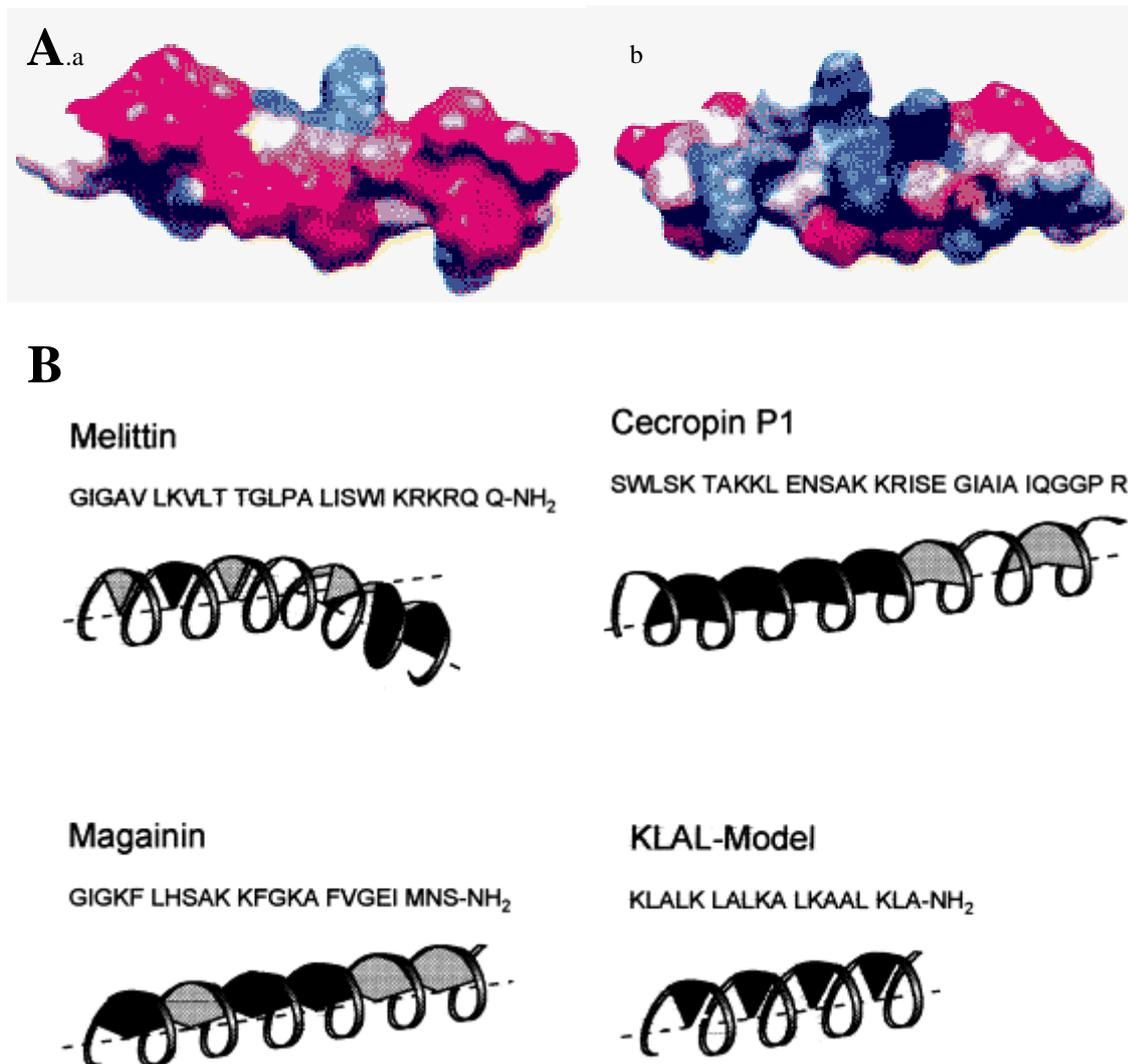 A.a
b
B
Melittin
GIGAV LKVLT TGLPA LISWI KRKRQ Q-NH2
Cecropin P1
SWLSK TAKKL ENSAK KRISE GIAIA IQGGP R
Magainin
GIGKF LHSAK KFGKA FVGEI MNS-NH2
KLAL-Model
KLALK LALKA LKAAL KLA-NH2